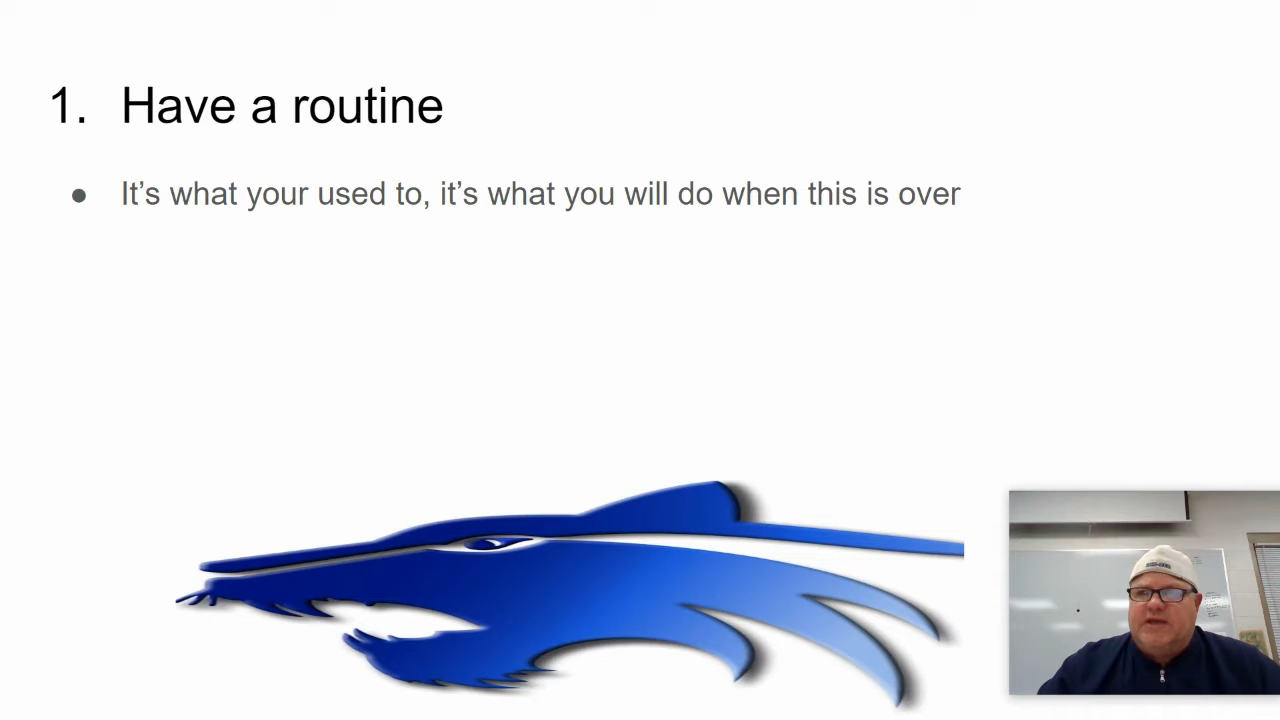 1. Have a routine
● It’s what your used to, it’s what you will do when this is over